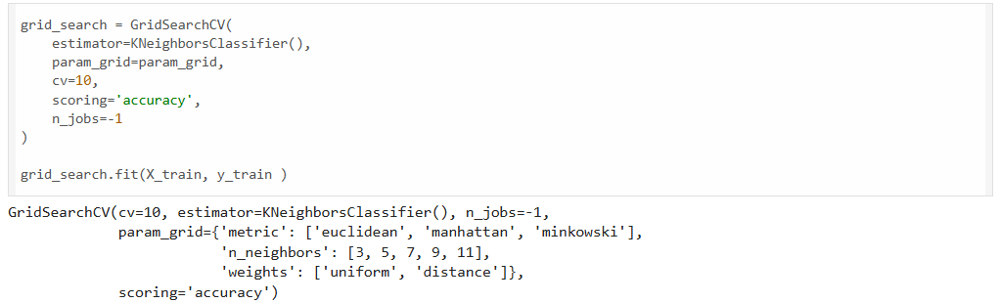 grid_search = GridSearchCV(
    estimator=KNeighborsClassifier(),
    param_grid=param_grid,
    cv=10,
    scoring='accuracy',
    n_jobs=-1
)
grid_search.fit(X_train, y_train )
GridSearchCV(cv=10, estimator=KNeighborsClassifier(), n_jobs=-1,
             param_grid={'metric': ['euclidean', 'manhattan', 'minkowski'],
                         'n_neighbors': [3, 5, 7, 9, 11],
                         'weights': ['uniform', 'distance']},
             scoring='accuracy')